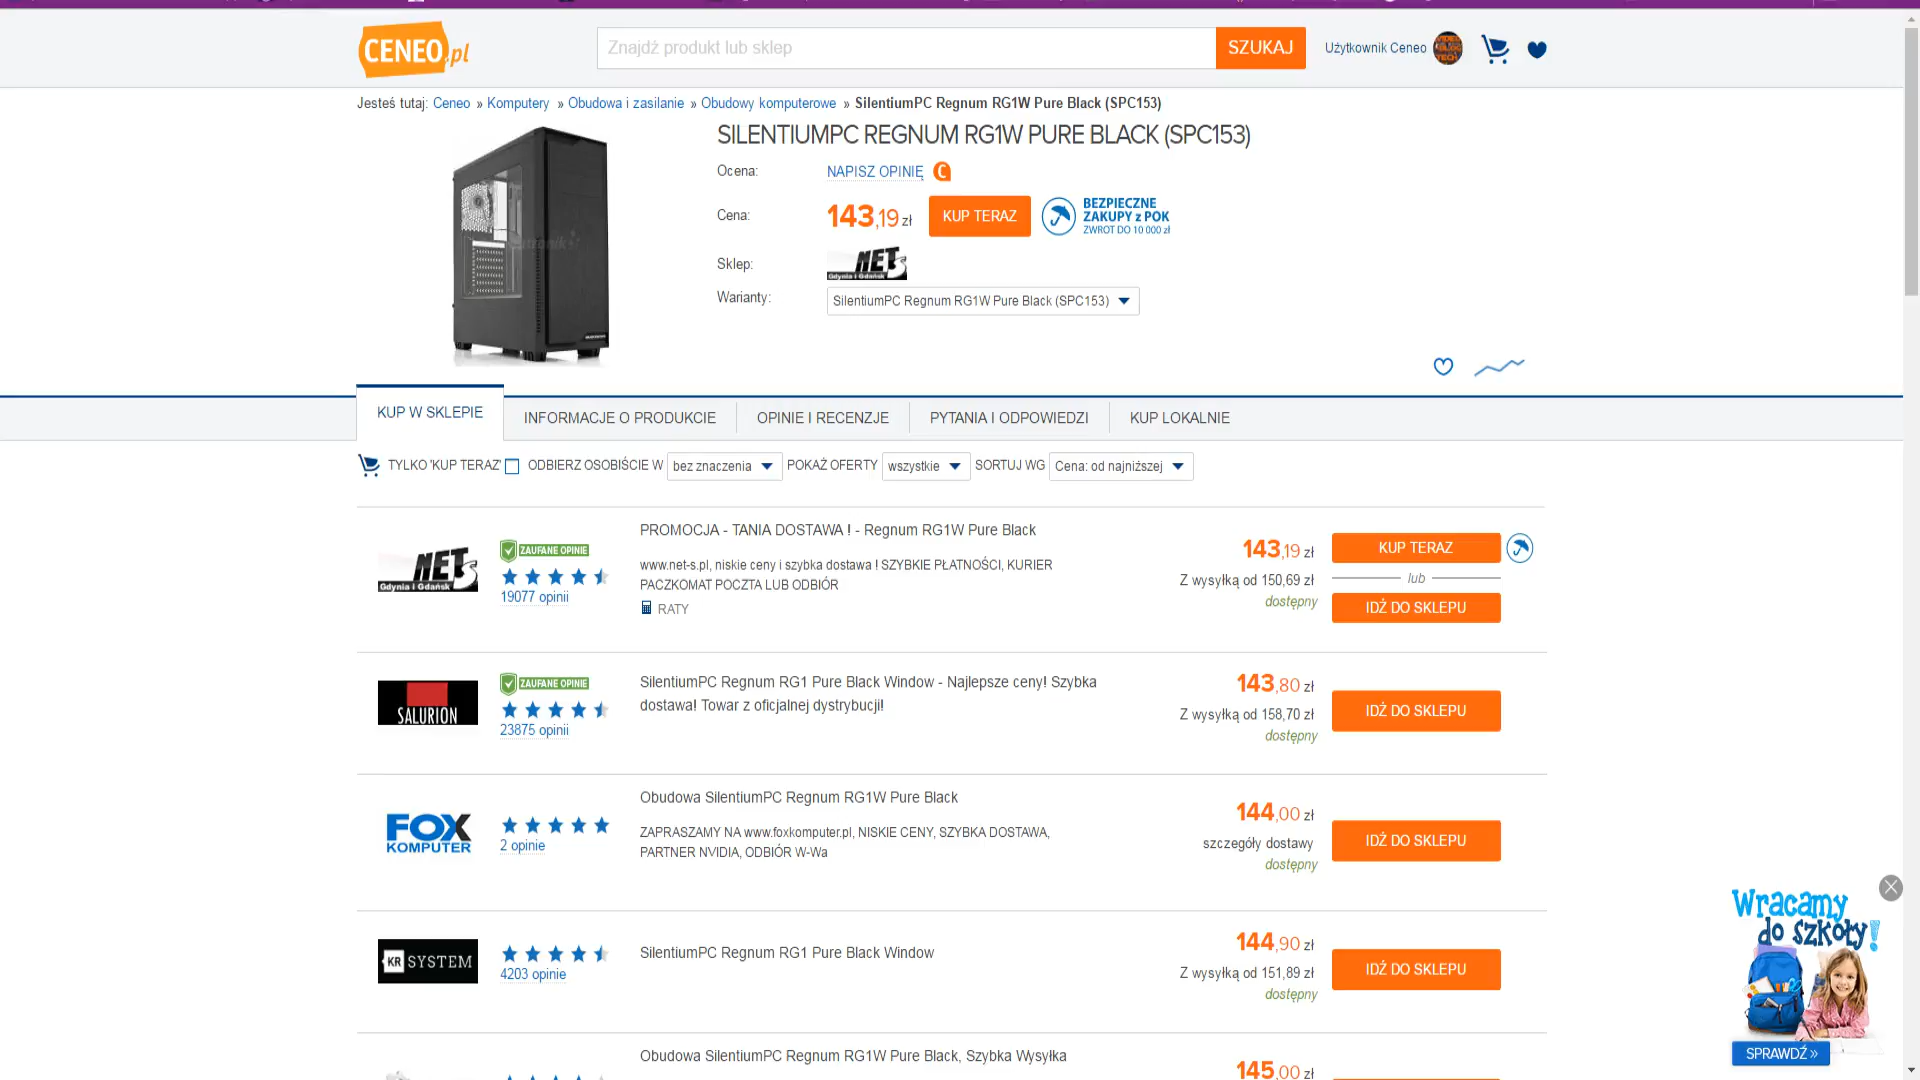 CENEO.pl
Znajdź produkt lub sklep
SZUKAJ
Użytkownik Ceneo
Jesteś tutaj: Ceneo » Komputery » Obudowa i zasilanie » Obudowy komputerowe » SilentiumPC Regnum RG1W Pure Black (SPC153)
SILENTIUMPC REGNUM RG1W PURE BLACK (SPC153)
Ocena: NAPISZ OPINIĘ
Cena: 143,19 zł KUP TERAZ
BEZPIECZNE
ZAKUPY z POK
ZWROT DO 10 000 zł
Sklep: NETs
Gdynia i Gdańsk
Warianty: SilentiumPC Regnum RG1W Pure Black (SPC153)
KUP W SKLEPIE
INFORMACJE O PRODUKCIE
OPINIE I RECENZJE
PYTANIA I ODPOWIEDZI
KUP LOKALNIE
TYLKO 'KUP TERAZ' ODBIERZ OSOBIŚCIE W bez znaczenia POKAŻ OFERTY wszystkie SORTUJ WG Cena: od najniższej
NETs
Gdynia i Gdańsk
ZAUFANE OPINIE
19077 opinii
PROMOCJA - TANIA DOSTAWA ! - Regnum RG1W Pure Black
www.net-s.pl, niskie ceny i szybka dostawa ! SZYBKIE PŁATNOŚCI, KURIER
PACZKOMAT POCZTA LUB ODBIÓR
RATY
143,19 zł
Z wysyłką od 150,69 zł
dostępny
KUP TERAZ
lub
IDŹ DO SKLEPU
SALURION
ZAUFANE OPINIE
23875 opinii
SilentiumPC Regnum RG1 Pure Black Window - Najlepsze ceny! Szybka
dostawa! Towar z oficjalnej dystrybucji!
143,80 zł
Z wysyłką od 158,70 zł
dostępny
IDŹ DO SKLEPU
FOX
KOMPUTER
2 opinie
Obudowa SilentiumPC Regnum RG1W Pure Black
ZAPRASZAMY NA www.foxkomputer.pl, NISKIE CENY, SZYBKA DOSTAWA,
PARTNER NVIDIA, ODBIÓR W-Wa
144,00 zł
szczegóły dostawy
dostępny
IDŹ DO SKLEPU
KR SYSTEM
4203 opinie
SilentiumPC Regnum RG1 Pure Black Window
144,90 zł
Z wysyłką od 151,89 zł
dostępny
IDŹ DO SKLEPU
Obudowa SilentiumPC Regnum RG1W Pure Black, Szybka Wysyłka
145,00 zł
Wracamy
do szkoły!
SPRAWDŹ »